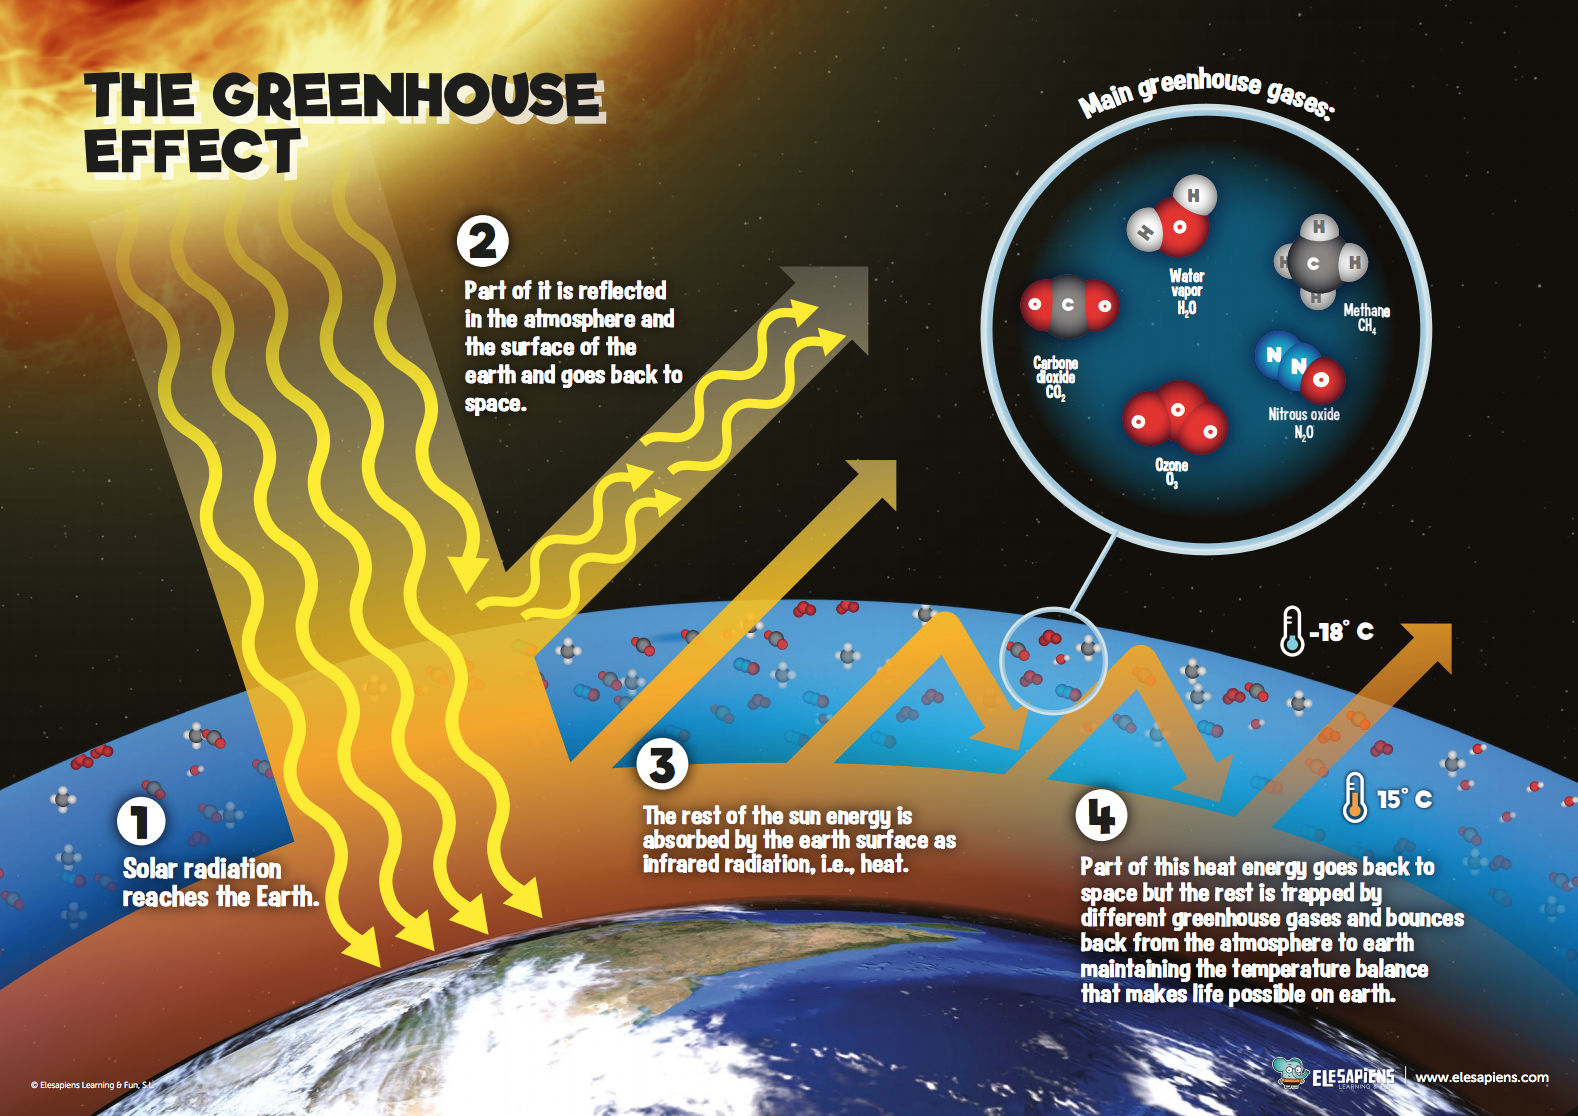 THE GREENHOUSE
EFFECT
Main greenhouse gases:
H
H
O
Water
vapor
H₂O
H
H
C
H
H
Methane
CH₄
O
C
O
Carbone
dioxide
CO₂
N
N
O
Nitrous oxide
N₂O
O
O
O
Ozone
O₃
1
Solar radiation
reaches the Earth.
2
Part of it is reflected
in the atmosphere and
the surface of the
earth and goes back to
space.
3
The rest of the sun energy is
absorbed by the earth surface as
infrared radiation, i.e., heat.
-18° C
15° C
4
Part of this heat energy goes back to
space but the rest is trapped by
different greenhouse gases and bounces
back from the atmosphere to earth
maintaining the temperature balance
that makes life possible on earth.
© Elesapiens Learning & Fun, S.L.
ELESAPiENS
LEARNING & FUN
www.elesapiens.com